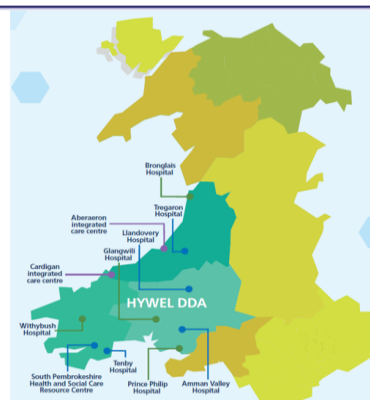 Bronglais
Hospital
Tregaron
Hospital
Aberaeron
integrated
care centre
Llandovery
Hospital
Glangwili
Hospital
Cardigan
integrated
care centre
HYWEL DDA
Withybush
Hospital
Tenby
Hospital
South Pembrokeshire
Health and Social Care
Resource Centre
Prince Philip
Hospital
Amman Valley
Hospital